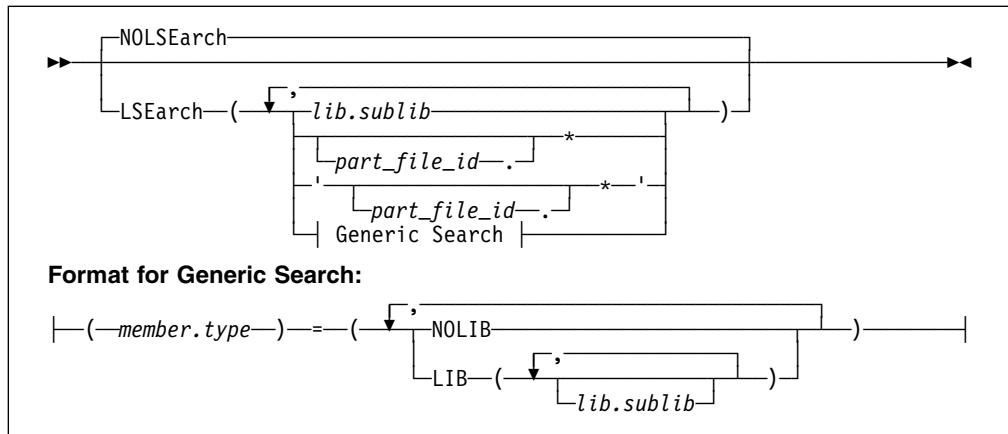 NOLSEarch
LSEarch ( , lib.sublib )
part_file_id . *
' part_file_id . * '
Generic Search
Format for Generic Search:
( member.type ) = ( , NOLIB )
LIB ( , lib.sublib )